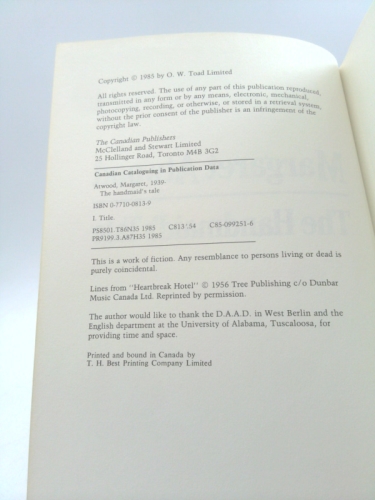 Copyright © 1985 by O. W. Toad Limited
All rights reserved. The use of any part of this publication reproduced,
transmitted in any form or by any means, electronic, mechanical,
photocopying, recording, or otherwise, or stored in a retrieval system,
without the prior consent of the publisher is an infringement of the
copyright law.
The Canadian Publishers
McClelland and Stewart Limited
25 Hollinger Road, Toronto M4B 3G2
Canadian Cataloguing in Publication Data
Atwood, Margaret, 1939-
The handmaid's tale
ISBN 0-7710-0813-9
I. Title.
PS8501.T86H35 1985 C813'.54 C85-099251-6
PR9199.3.A87H35 1985
This is a work of fiction. Any resemblance to persons living or dead is
purely coincidental.
Lines from "Heartbreak Hotel" © 1956 Tree Publishing c/o Dunbar
Music Canada Ltd. Reprinted by permission.
The author would like to thank the D.A.A.D. in West Berlin and the
English department at the University of Alabama, Tuscaloosa, for
providing time and space.
Printed and bound in Canada by
T. H. Best Printing Company Limited